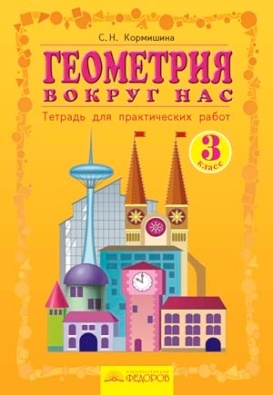 С. Н. Кормишина
ГЕОМЕТРИЯ
ВОКРУГ НАС
Тетрадь для практических работ
3
класс
ФЕДОРОВ